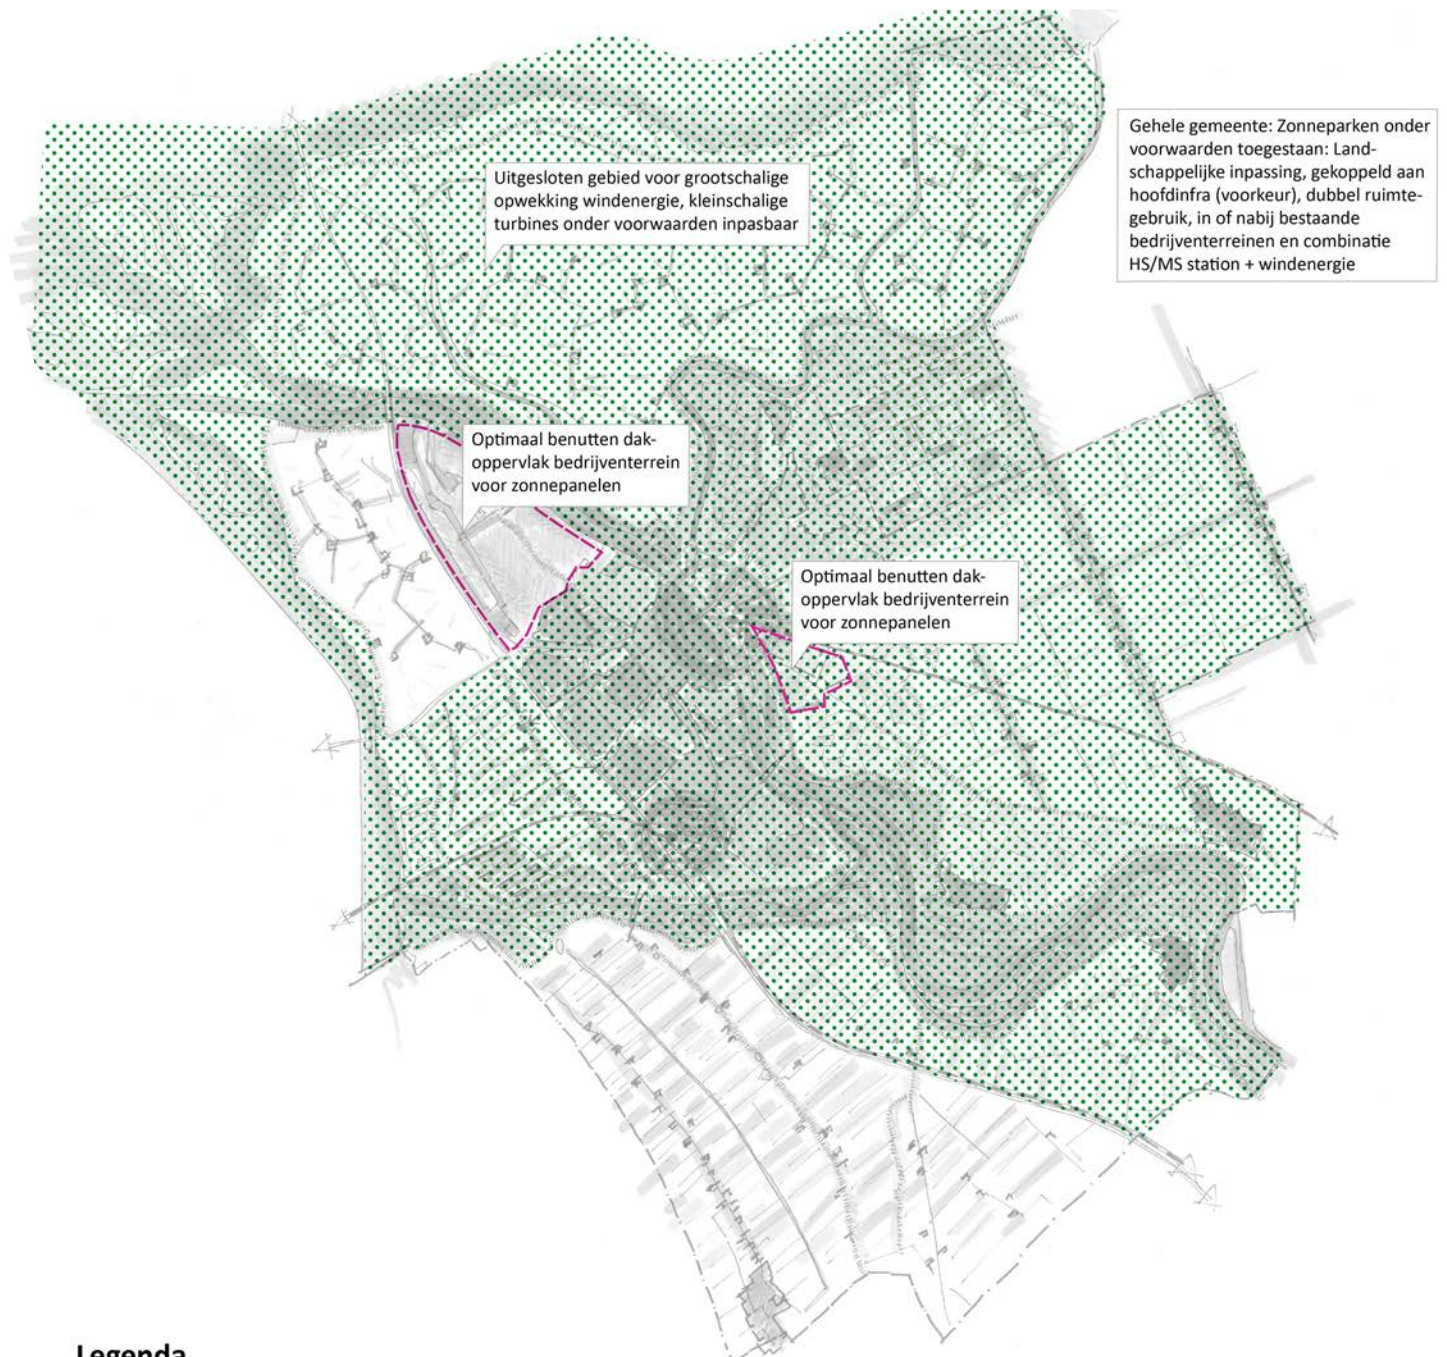 Gehele gemeente: Zonneparken onder
voorwaarden toegestaan: Land-
schappelijke inpassing, gekoppeld aan
hoofdinfra (voorkeur), dubbel ruimte-
gebruik, in of nabij bestaande
bedrijventerreinen en combinatie
HS/MS station + windenergie
Uitgesloten gebied voor grootschalige
opwekking windenergie, kleinschalige
turbines onder voorwaarden inpasbaar
Optimaal benutten dak-
oppervlak bedrijventerrein
voor zonnepanelen
Optimaal benutten dak-
oppervlak bedrijventerrein
voor zonnepanelen
Legenda